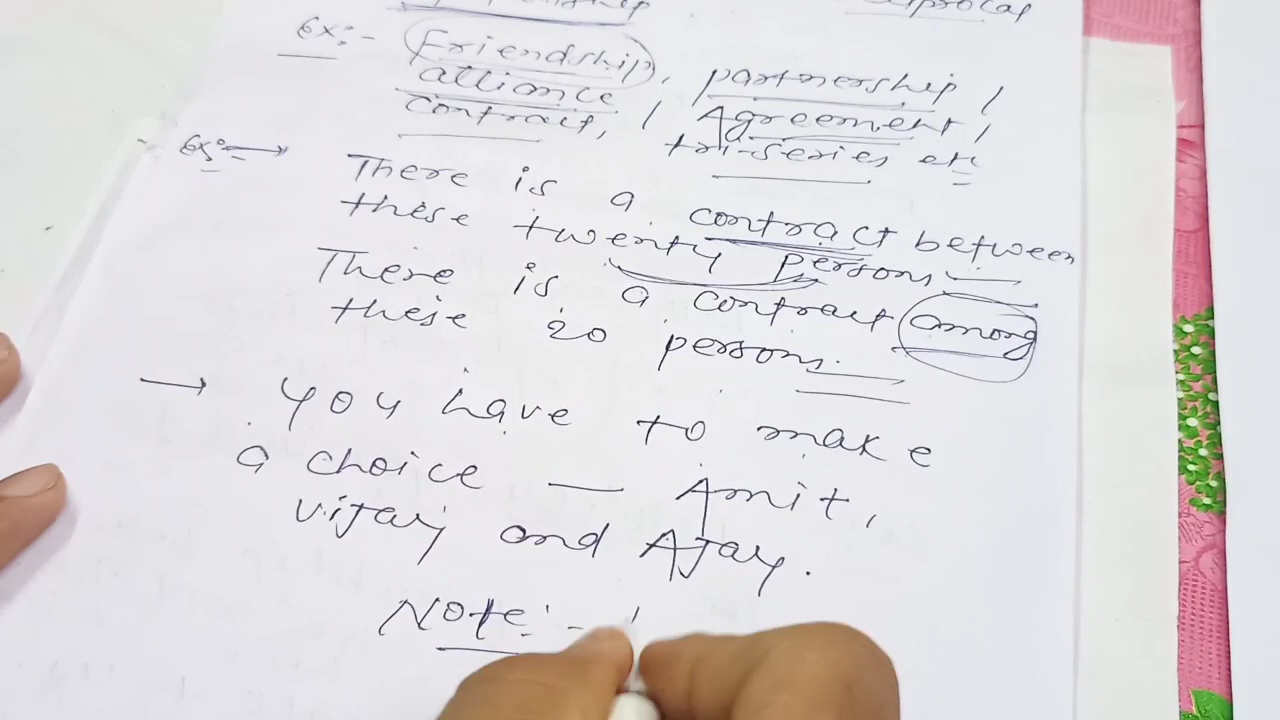 Ex:- Friendship, partnership /
alliance / Agreement /
contract, tri-series etc
Ex:→ There is a contract between
these twenty persons
There is a contract among
these 20 persons.
→ you have to make
a choice — Amit,
Vijay and Ajay.
Note:-